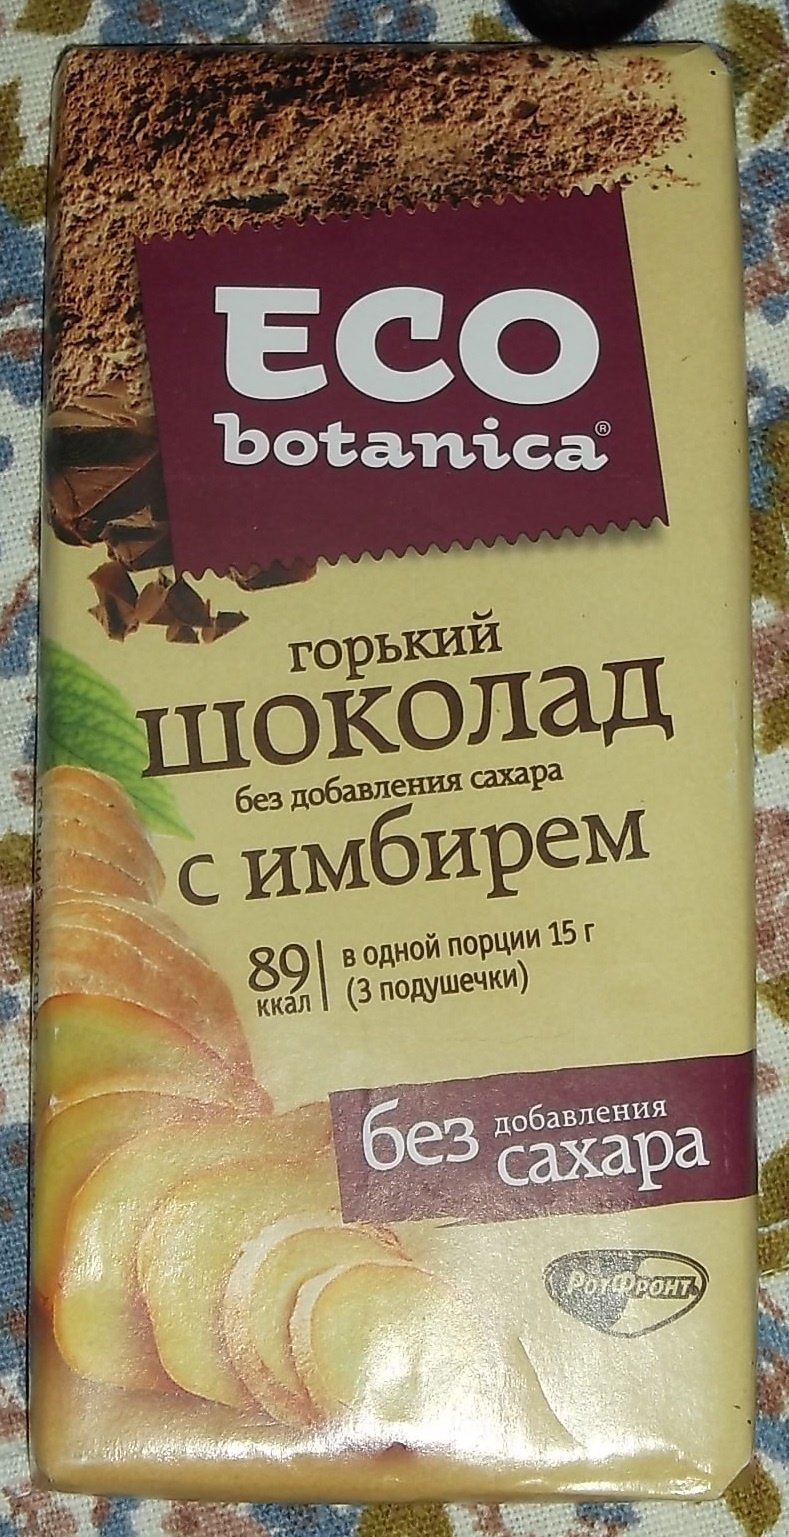 ECO
botanica®
горький
шоколад
без добавления сахара
с имбирем
89 ккал
в одной порции 15 г
(3 подушечки)
без добавления сахара
РотФронт